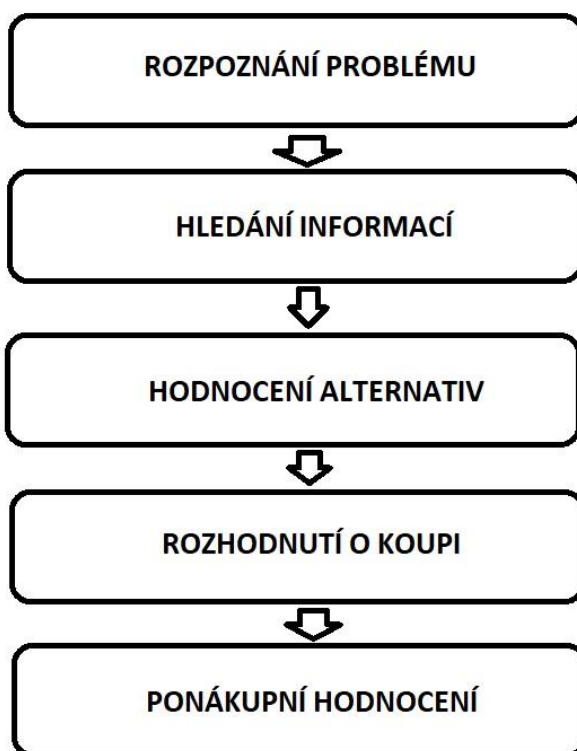 ROZPOZNÁNÍ PROBLÉMU
HLEDÁNÍ INFORMACÍ
HODNOCENÍ ALTERNATIV
ROZHODNUTÍ O KOUPI
PONÁKUPNÍ HODNOCENÍ